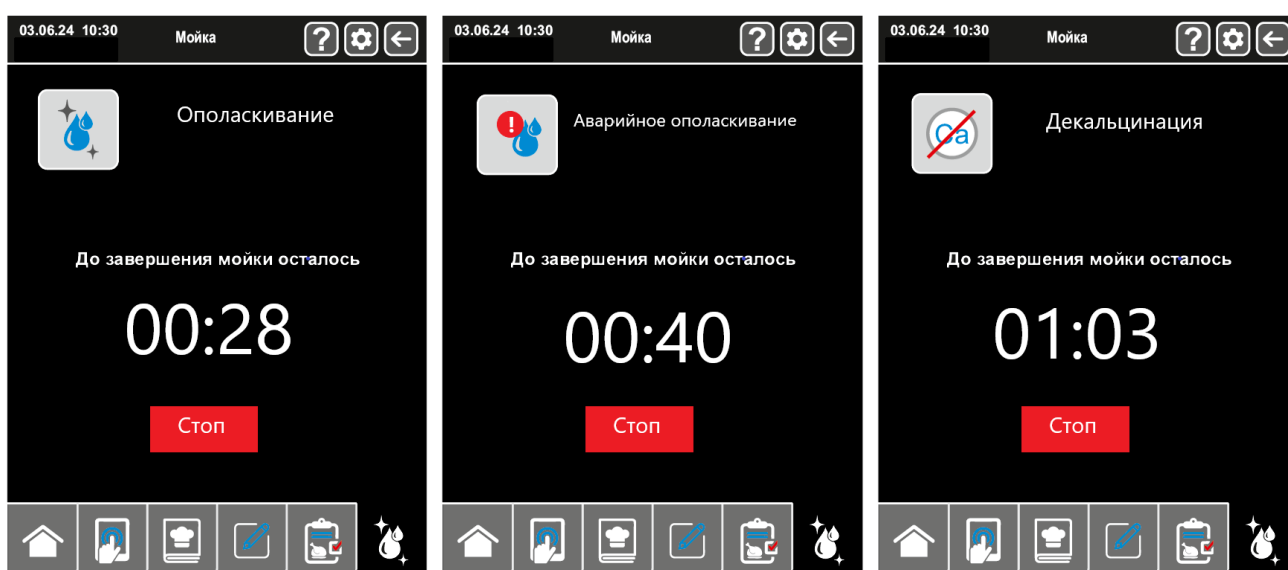 03.06.24 10:30 Мойка ?
Ополаскивание
До завершения мойки осталось
00:28
Стоп
03.06.24 10:30 Мойка ?
!
Аварийное ополаскивание
До завершения мойки осталось
00:40
Стоп
03.06.24 10:30 Мойка ?
Ca
Декальцинация
До завершения мойки осталось
01:03
Стоп